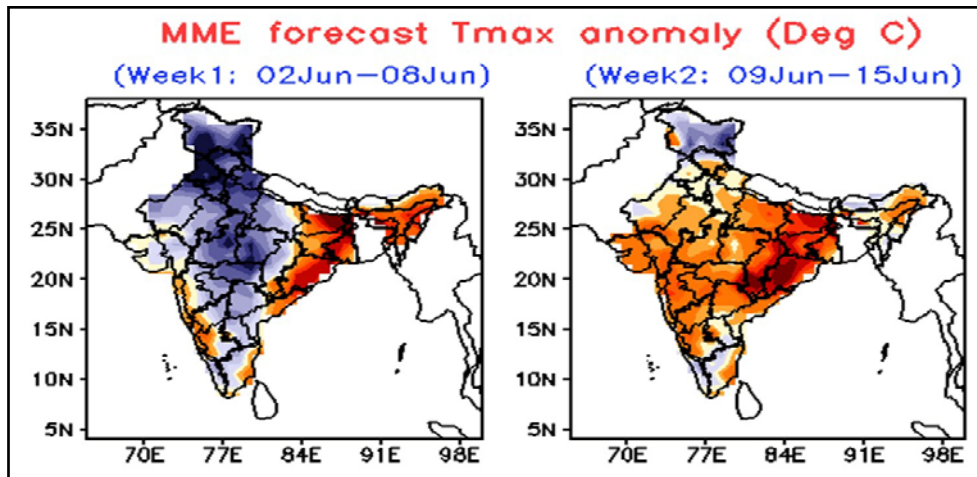 MME forecast Tmax anomaly (Deg C)
(Week1: 02Jun-08Jun)
(Week2: 09Jun-15Jun)
35N
30N
25N
20N
15N
10N
5N
70E 77E 84E 91E 98E
35N
30N
25N
20N
15N
10N
5N
70E 77E 84E 91E 98E